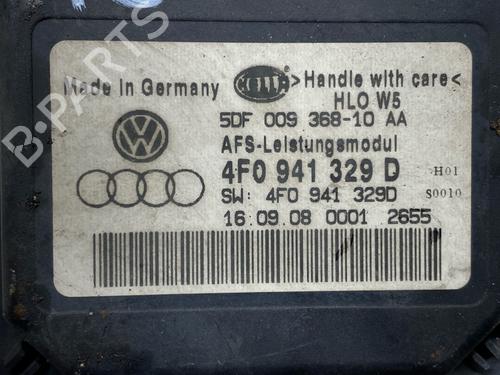 Made in Germany HELLA >Handle with care<
HLO W5
5DF 009 368-10 AA
AFS-Leistungsmodul
4F0 941 329 D H01
SW: 4F0 941 329D S0010
16.09.08 0001 2655
B-PARTS